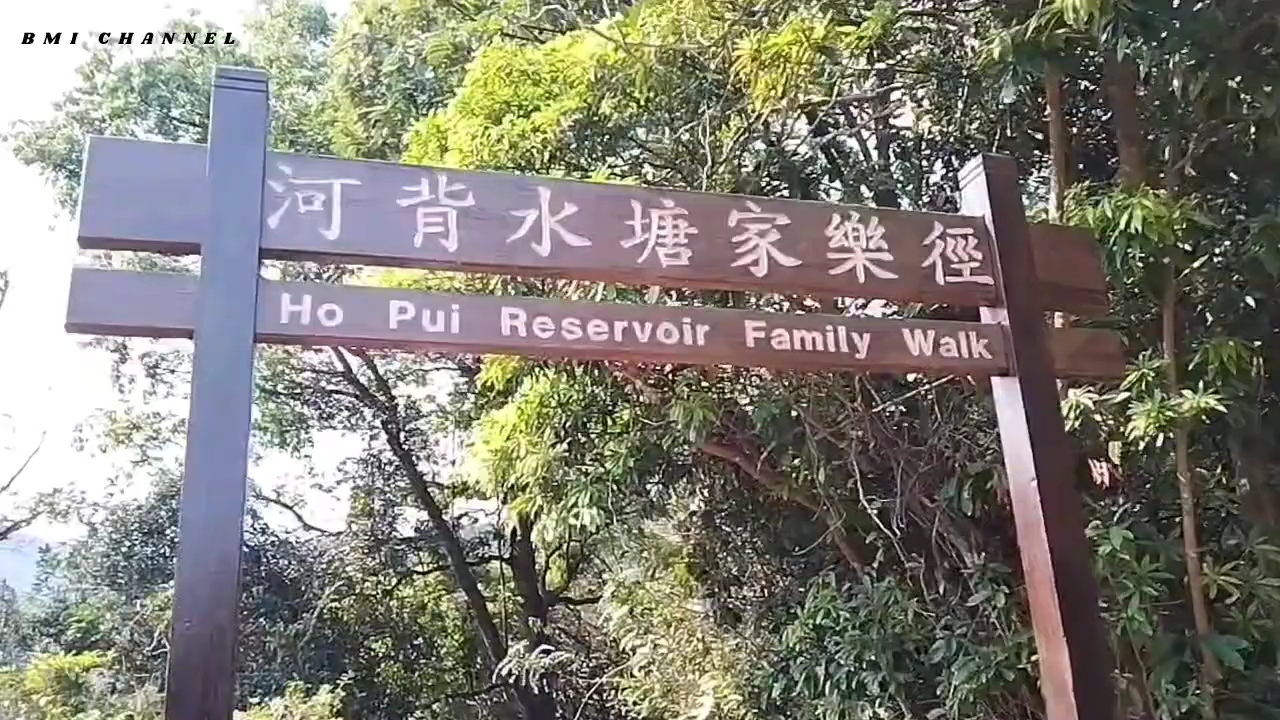 BMI CHANNEL
河背水塘家樂徑
Ho Pui Reservoir Family Walk